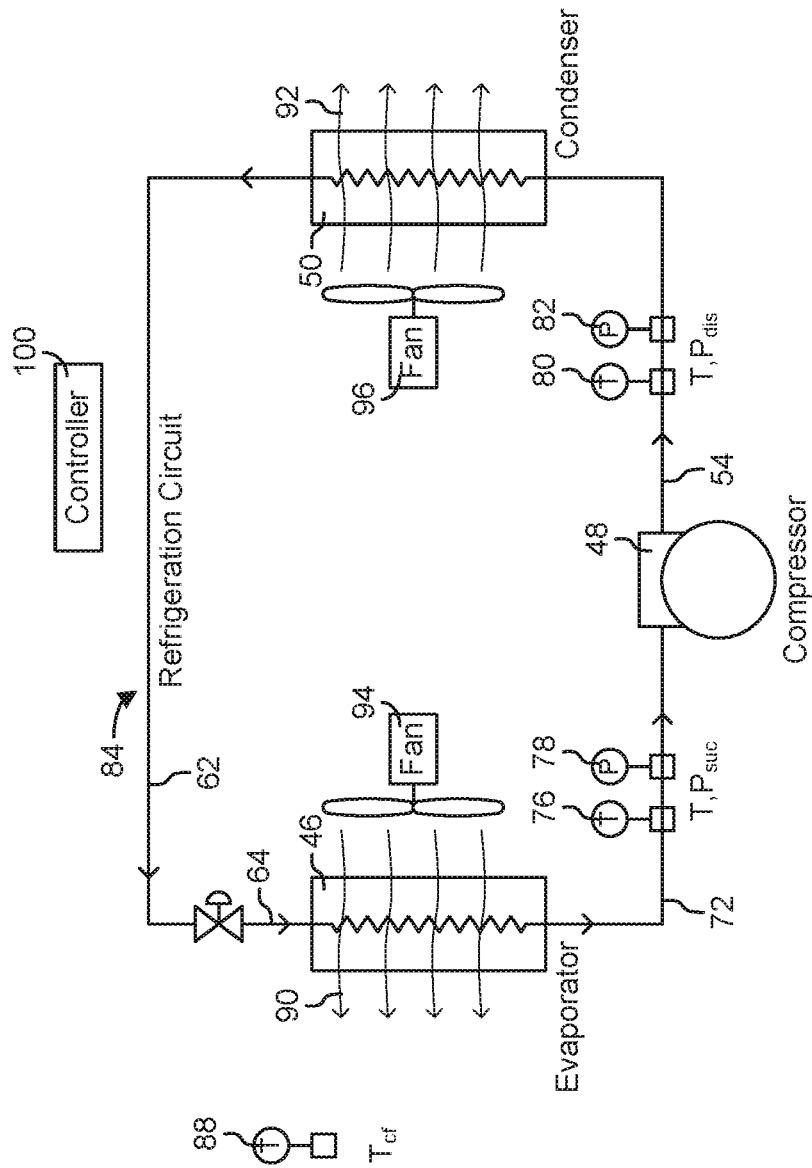 Controller
100
Refrigeration Circuit
84
62
64
46
90
Evaporator
94
Fan
96
Fan
50
92
Condenser
88
T
T_cf
76
T
78
P
T, P_suc
72
48
Compressor
54
80
T
82
P
T, P_dis